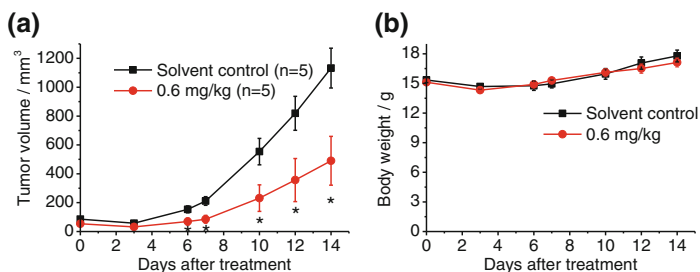 (a)
Tumor volume / mm³
1200
1000
800
600
400
200
0
Solvent control (n=5)
0.6 mg/kg (n=5)
* * * * *
0 2 4 6 8 10 12 14
Days after treatment
(b)
Body weight / g
18
15
12
9
6
3
0
Solvent control
0.6 mg/kg
0 2 4 6 8 10 12 14
Days after treatment